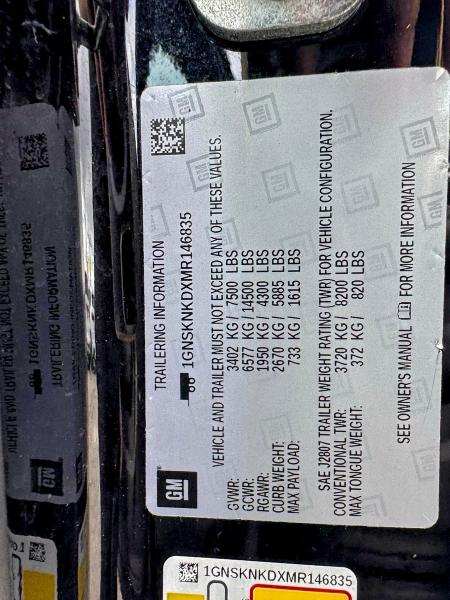 TRAILERING INFORMATION
1GNSKNKDXMR146835
VEHICLE AND TRAILER MUST NOT EXCEED ANY OF THESE VALUES.
GVWR: 3402 KG / 7500 LBS
GCWR: 6577 KG / 14500 LBS
RGAWR: 1950 KG / 4300 LBS
CURB WEIGHT: 2670 KG / 5885 LBS
MAX PAYLOAD: 733 KG / 1615 LBS
SAE J2807 TRAILER WEIGHT RATING (TWR) FOR VEHICLE CONFIGURATION.
CONVENTIONAL TWR: 3720 KG / 8200 LBS
MAX TONGUE WEIGHT: 372 KG / 820 LBS
SEE OWNER'S MANUAL FOR MORE INFORMATION
GM
1GNSKNKDXMR146835